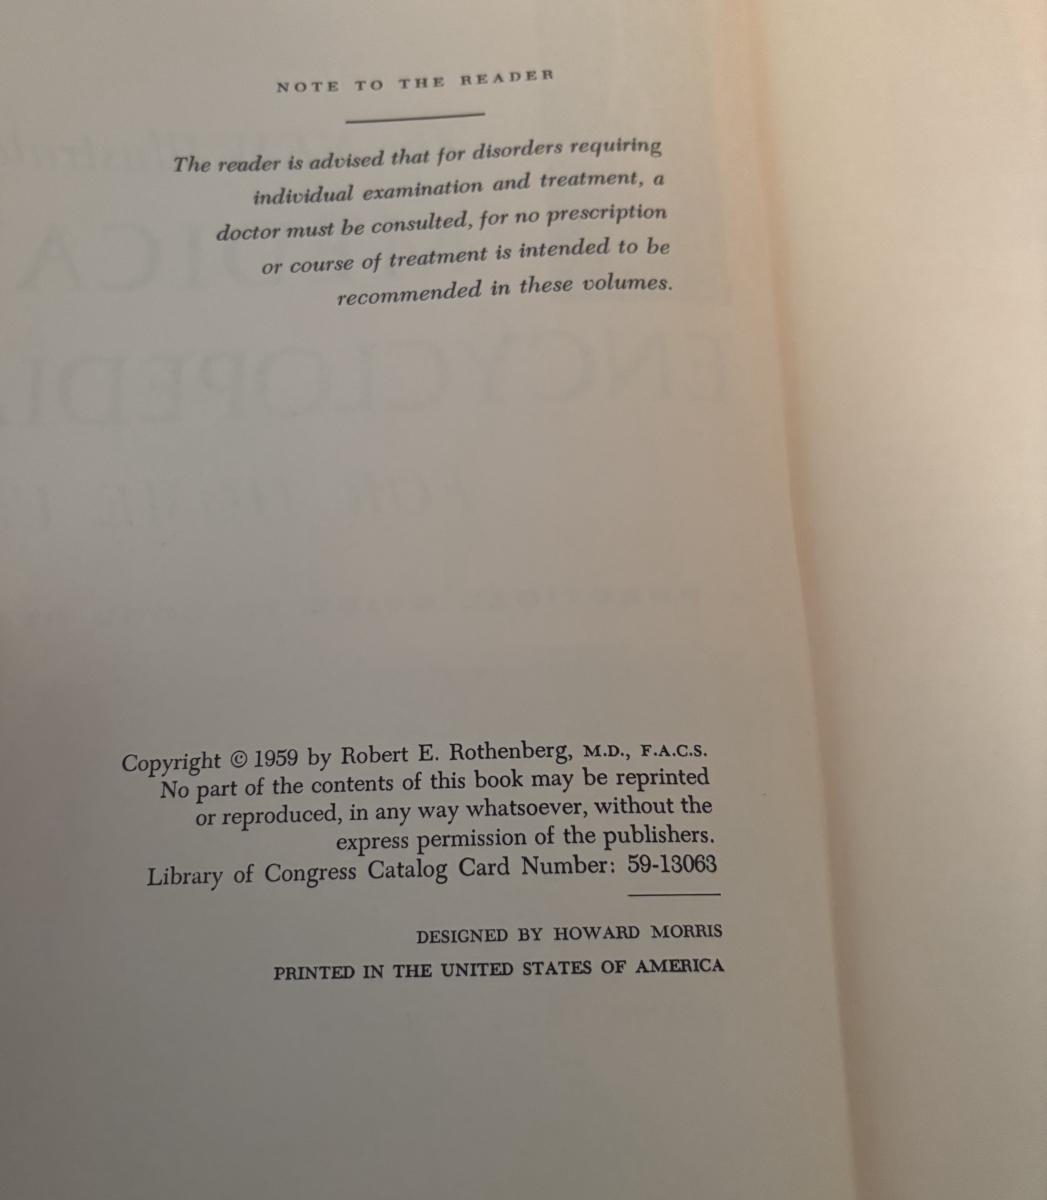 NOTE TO THE READER
The reader is advised that for disorders requiring
individual examination and treatment, a
doctor must be consulted, for no prescription
or course of treatment is intended to be
recommended in these volumes.
Copyright © 1959 by Robert E. Rothenberg, M.D., F.A.C.S.
No part of the contents of this book may be reprinted
or reproduced, in any way whatsoever, without the
express permission of the publishers.
Library of Congress Catalog Card Number: 59-13063
DESIGNED BY HOWARD MORRIS
PRINTED IN THE UNITED STATES OF AMERICA